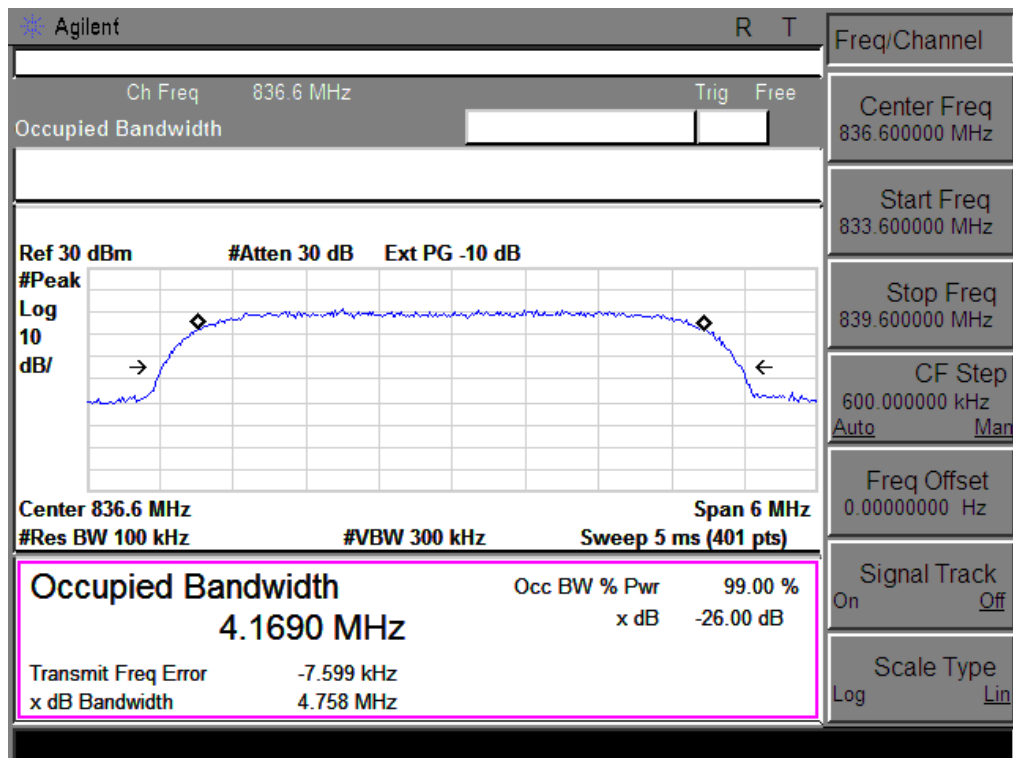 Agilent R T
Ch Freq 836.6 MHz Trig Free
Occupied Bandwidth
Ref 30 dBm #Atten 30 dB Ext PG -10 dB
#Peak
Log
10
dB/
Center 836.6 MHz Span 6 MHz
#Res BW 100 kHz #VBW 300 kHz Sweep 5 ms (401 pts)
Occupied Bandwidth Occ BW % Pwr 99.00 %
4.1690 MHz x dB -26.00 dB
Transmit Freq Error -7.599 kHz
x dB Bandwidth 4.758 MHz
Freq/Channel
Center Freq
836.600000 MHz
Start Freq
833.600000 MHz
Stop Freq
839.600000 MHz
CF Step
600.000000 kHz
Auto Man
Freq Offset
0.00000000 Hz
Signal Track
On Off
Scale Type
Log Lin